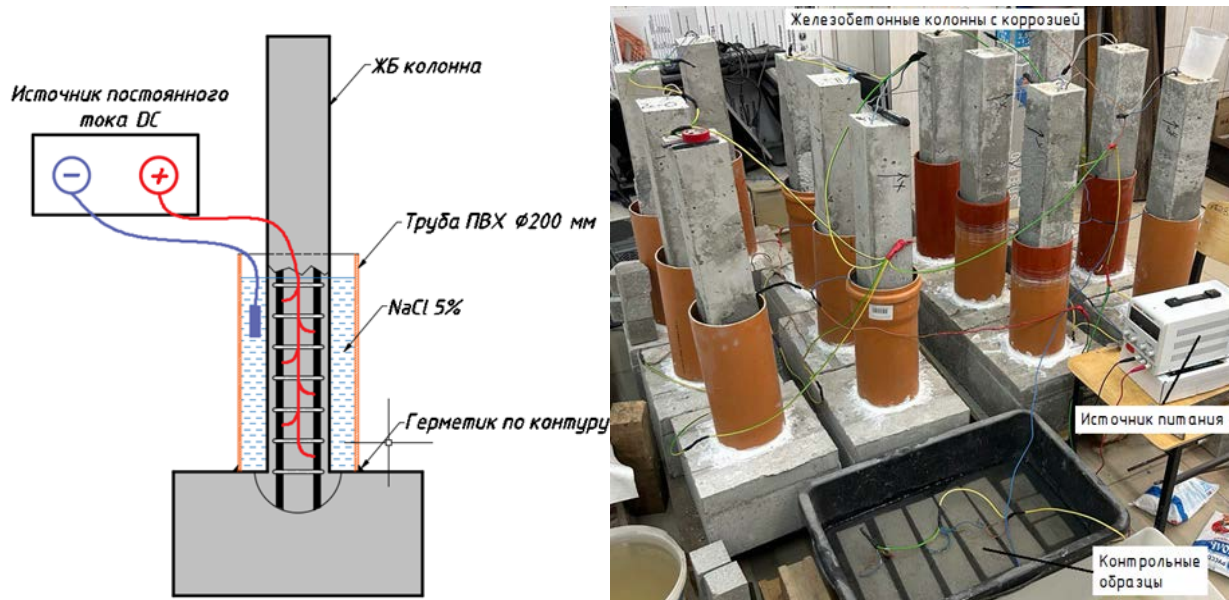 ЖБ колонна
Источник постоянного
тока DC
−
+
Труба ПВХ Ф200 мм
NaCl 5%
Герметик по контуру
Железобетонные колонны с коррозией
Источник питания
Контрольные
образцы